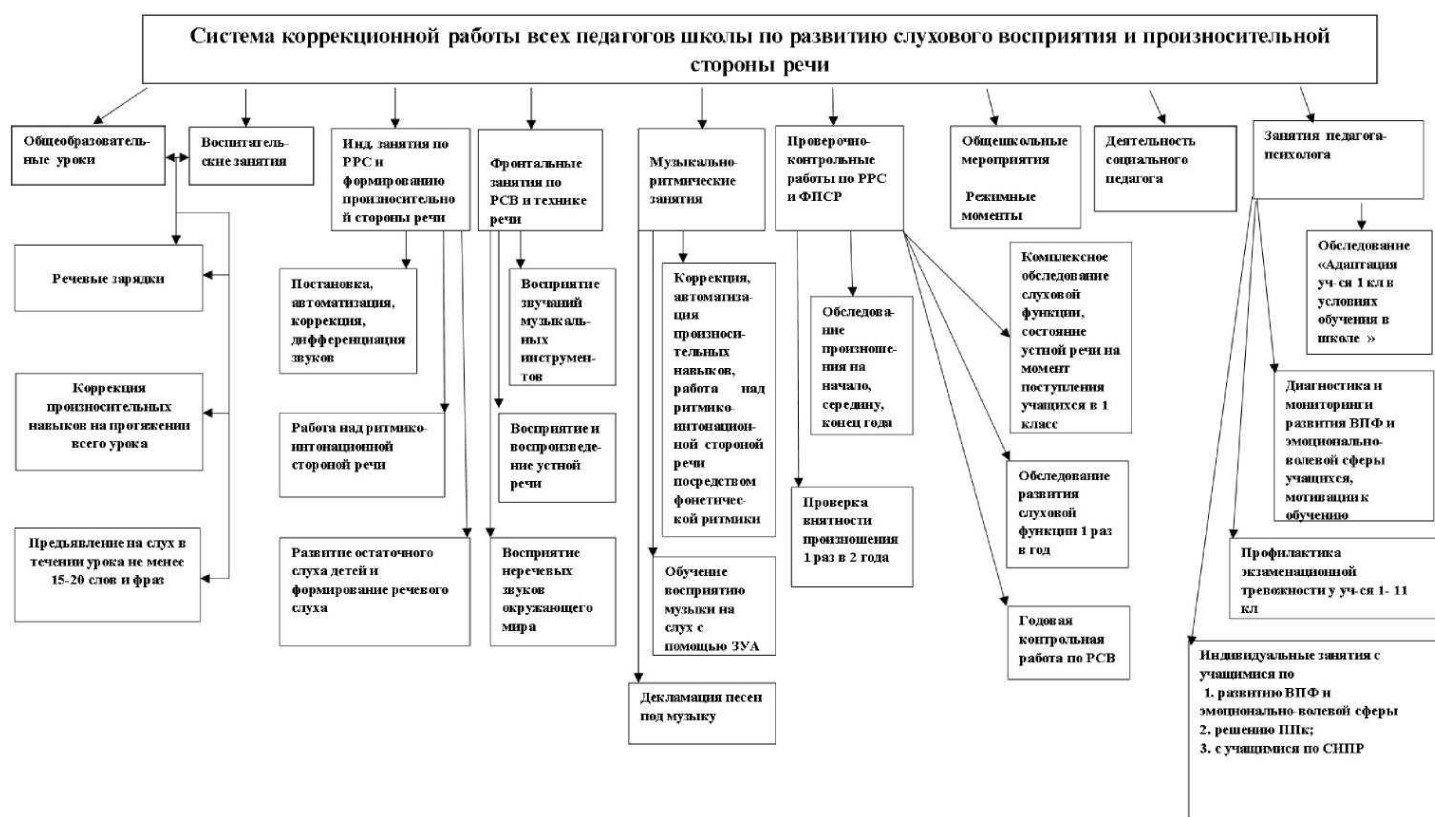 Система коррекционной работы всех педагогов школы по развитию слухового восприятия и произносительной
стороны речи
Общеобразователь-
ные уроки
Воспитатель-
ские занятия
Инд. занятия по
РРС и
формированию
произносительно
й стороны речи
Фронтальные
занятия по
РСВ и технике
речи
Музыкально-
ритмические
занятия
Проверочно-
контрольные
работы по РРС
и ФПСР
Общешкольные
мероприятия
Режимные
моменты
Деятельность
социального
педагога
Занятия педагога-
психолога
Речевые зарядки
Коррекция
произносительных
навыков на протяжении
всего урока
Предъявление на слух в
течении урока не менее
15-20 слов и фраз
Постановка,
автоматизация,
коррекция,
дифференциация
звуков
Работа над ритмико-
интонационной
стороной речи
Развитие остаточного
слуха детей и
формирование речевого
слуха
Восприятие
звучаний
музыкаль-
ных
инструмен-
тов
Восприятие и
воспроизведе-
ние устной
речи
Восприятие
неречевых
звуков
окружающего
мира
Коррекция,
автоматиза-
ция
произноси-
тельных
навыков,
работа над
ритмико-
интонацион-
ной стороной
речи
посредством
фонетичес-
кой ритмики
Обучение
восприятию
музыки на
слух с
помощью ЗУА
Декламация песен
под музыку
Обследова-
ние
произноше-
ния на
начало,
середину,
конец года
Проверка
внятности
произношения
1 раз в 2 года
Комплексное
обследование
слуховой
функции,
состояние
устной речи на
момент
поступления
учащихся в 1
класс
Обследование
развития
слуховой
функции 1 раз
в год
Годовая
контрольная
работа по РСВ
Обследование
«Адаптация
уч-ся 1 кл в
условиях
обучения в
школе »
Диагностика и
мониторинги
развития ВПФ и
эмоционально-
волевой сферы
учащихся,
мотивации к
обучению
Профилактика
экзаменационной
тревожности у уч-ся 1- 11
кл
Индивидуальные занятия с
учащимися по
1. развитию ВПФ и
эмоционально-волевой сферы
2. решению ППк;
3. с учащимися по СИПР